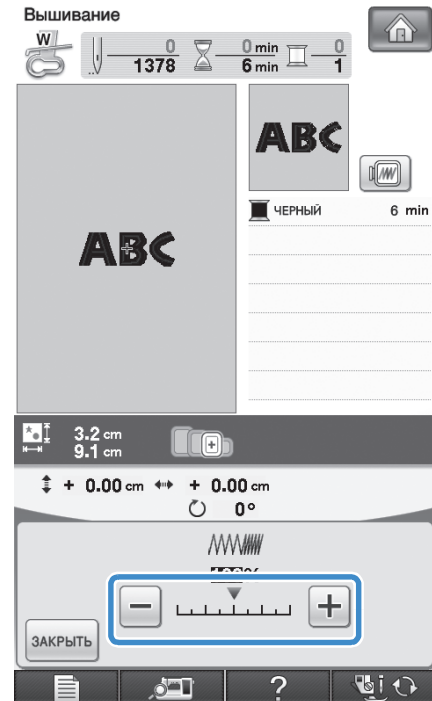 Вышивание
W
0 0 min 0
1378 6 min 1
ABC
ABC
ЧЕРНЫЙ 6 min
3.2 cm
9.1 cm
+ 0.00 cm + 0.00 cm
0°
ЗАКРЫТЬ
?